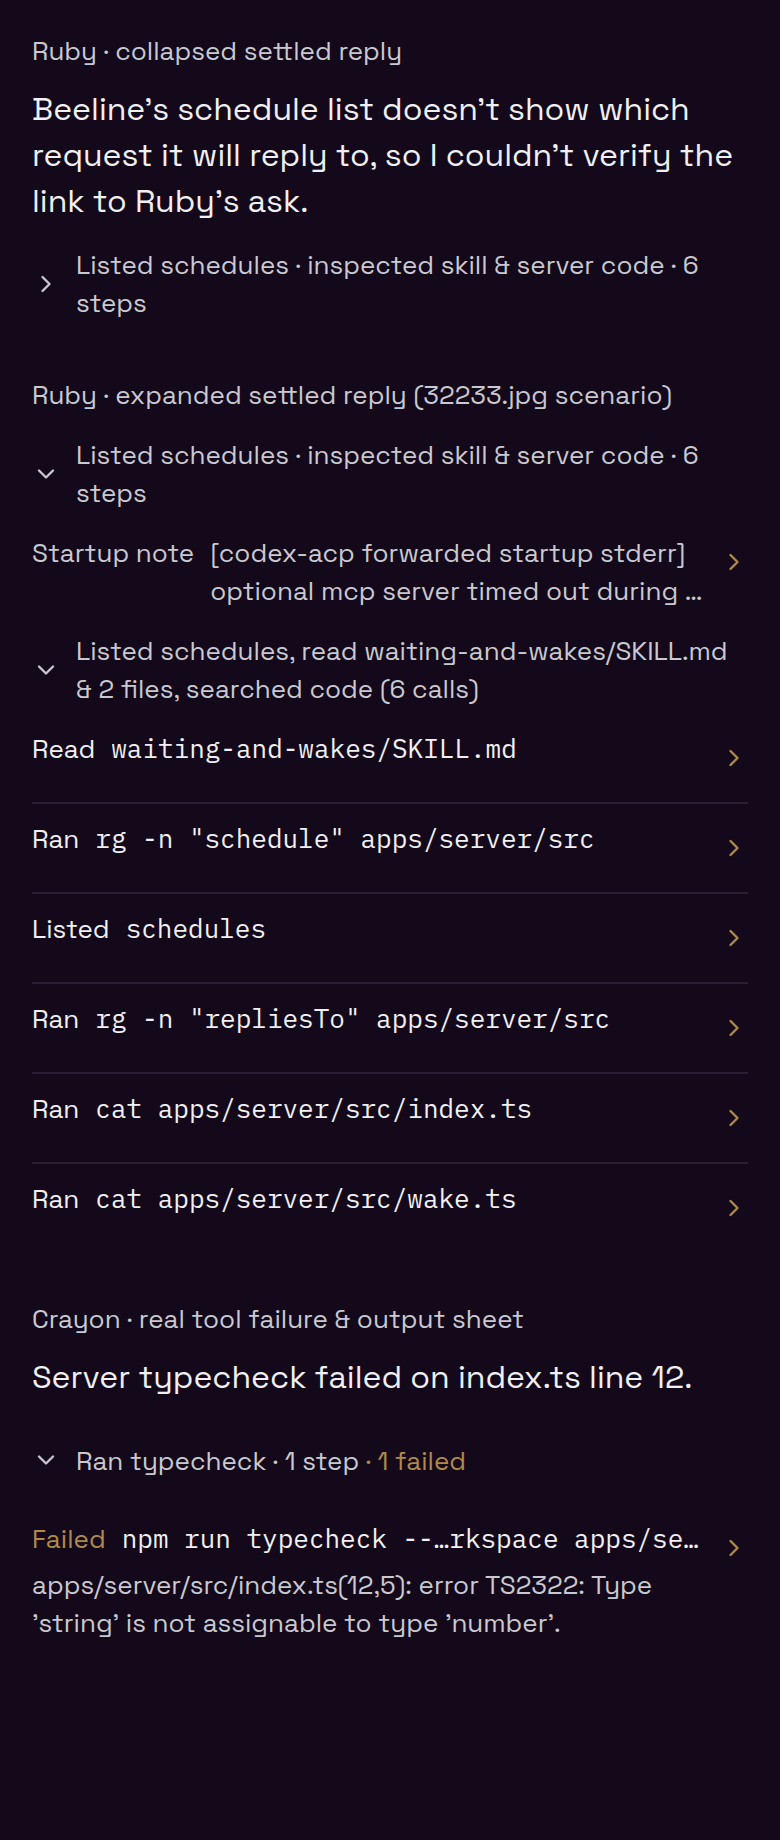 Ruby · collapsed settled reply
Beeline’s schedule list doesn’t show which
request it will reply to, so I couldn’t verify the
link to Ruby’s ask.
Listed schedules · inspected skill & server code · 6
steps
Ruby · expanded settled reply (32233.jpg scenario)
Listed schedules · inspected skill & server code · 6
steps
Startup note [codex-acp forwarded startup stderr]
optional mcp server timed out during …
Listed schedules, read waiting-and-wakes/SKILL.md
& 2 files, searched code (6 calls)
Read waiting-and-wakes/SKILL.md
Ran rg -n "schedule" apps/server/src
Listed schedules
Ran rg -n "repliesTo" apps/server/src
Ran cat apps/server/src/index.ts
Ran cat apps/server/src/wake.ts
Crayon · real tool failure & output sheet
Server typecheck failed on index.ts line 12.
Ran typecheck · 1 step · 1 failed
Failed npm run typecheck --…rkspace apps/se…
apps/server/src/index.ts(12,5): error TS2322: Type
’string’ is not assignable to type ’number’.